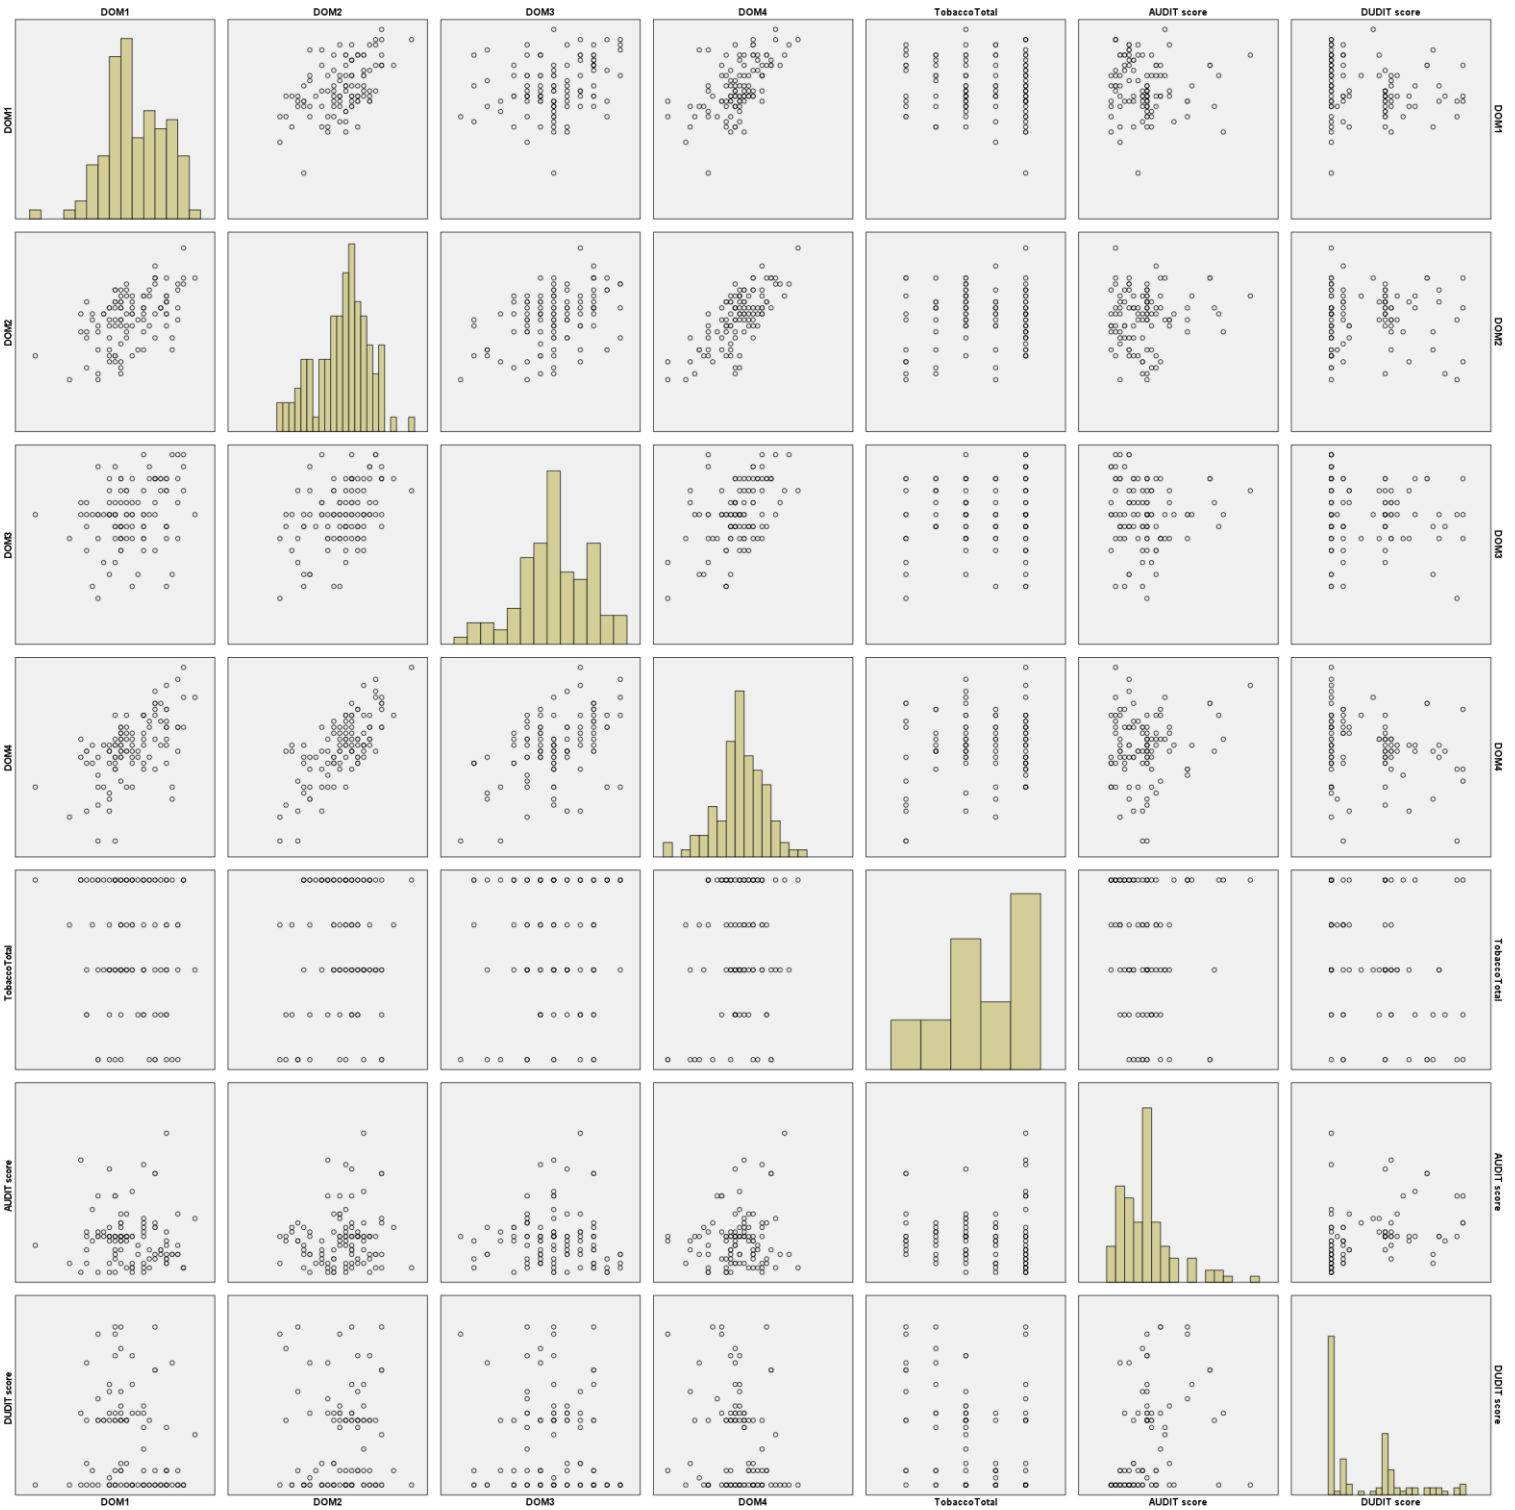 DOM1 DOM2 DOM3 DOM4 TobaccoTotal AUDIT score DUDIT score
DOM1 DOM1
DOM2 DOM2
DOM3 DOM3
DOM4 DOM4
TobaccoTotal TobaccoTotal
AUDIT score AUDIT score
DUDIT score DUDIT score
DOM1 DOM2 DOM3 DOM4 TobaccoTotal AUDIT score DUDIT score